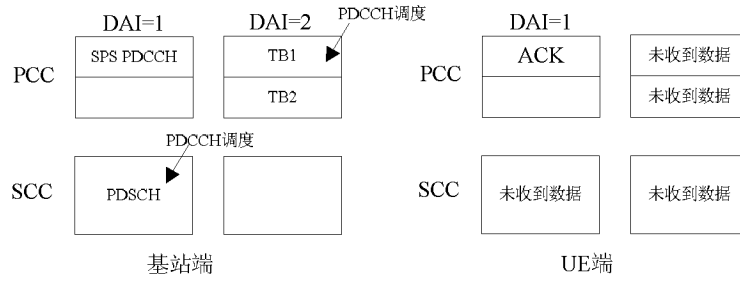 DAI=1 DAI=2 PDCCH调度 DAI=1
PCC SPS PDCCH TB1 PCC ACK 未收到数据
TB2 未收到数据
PDCCH调度
SCC PDSCH SCC 未收到数据 未收到数据
基站端 UE端